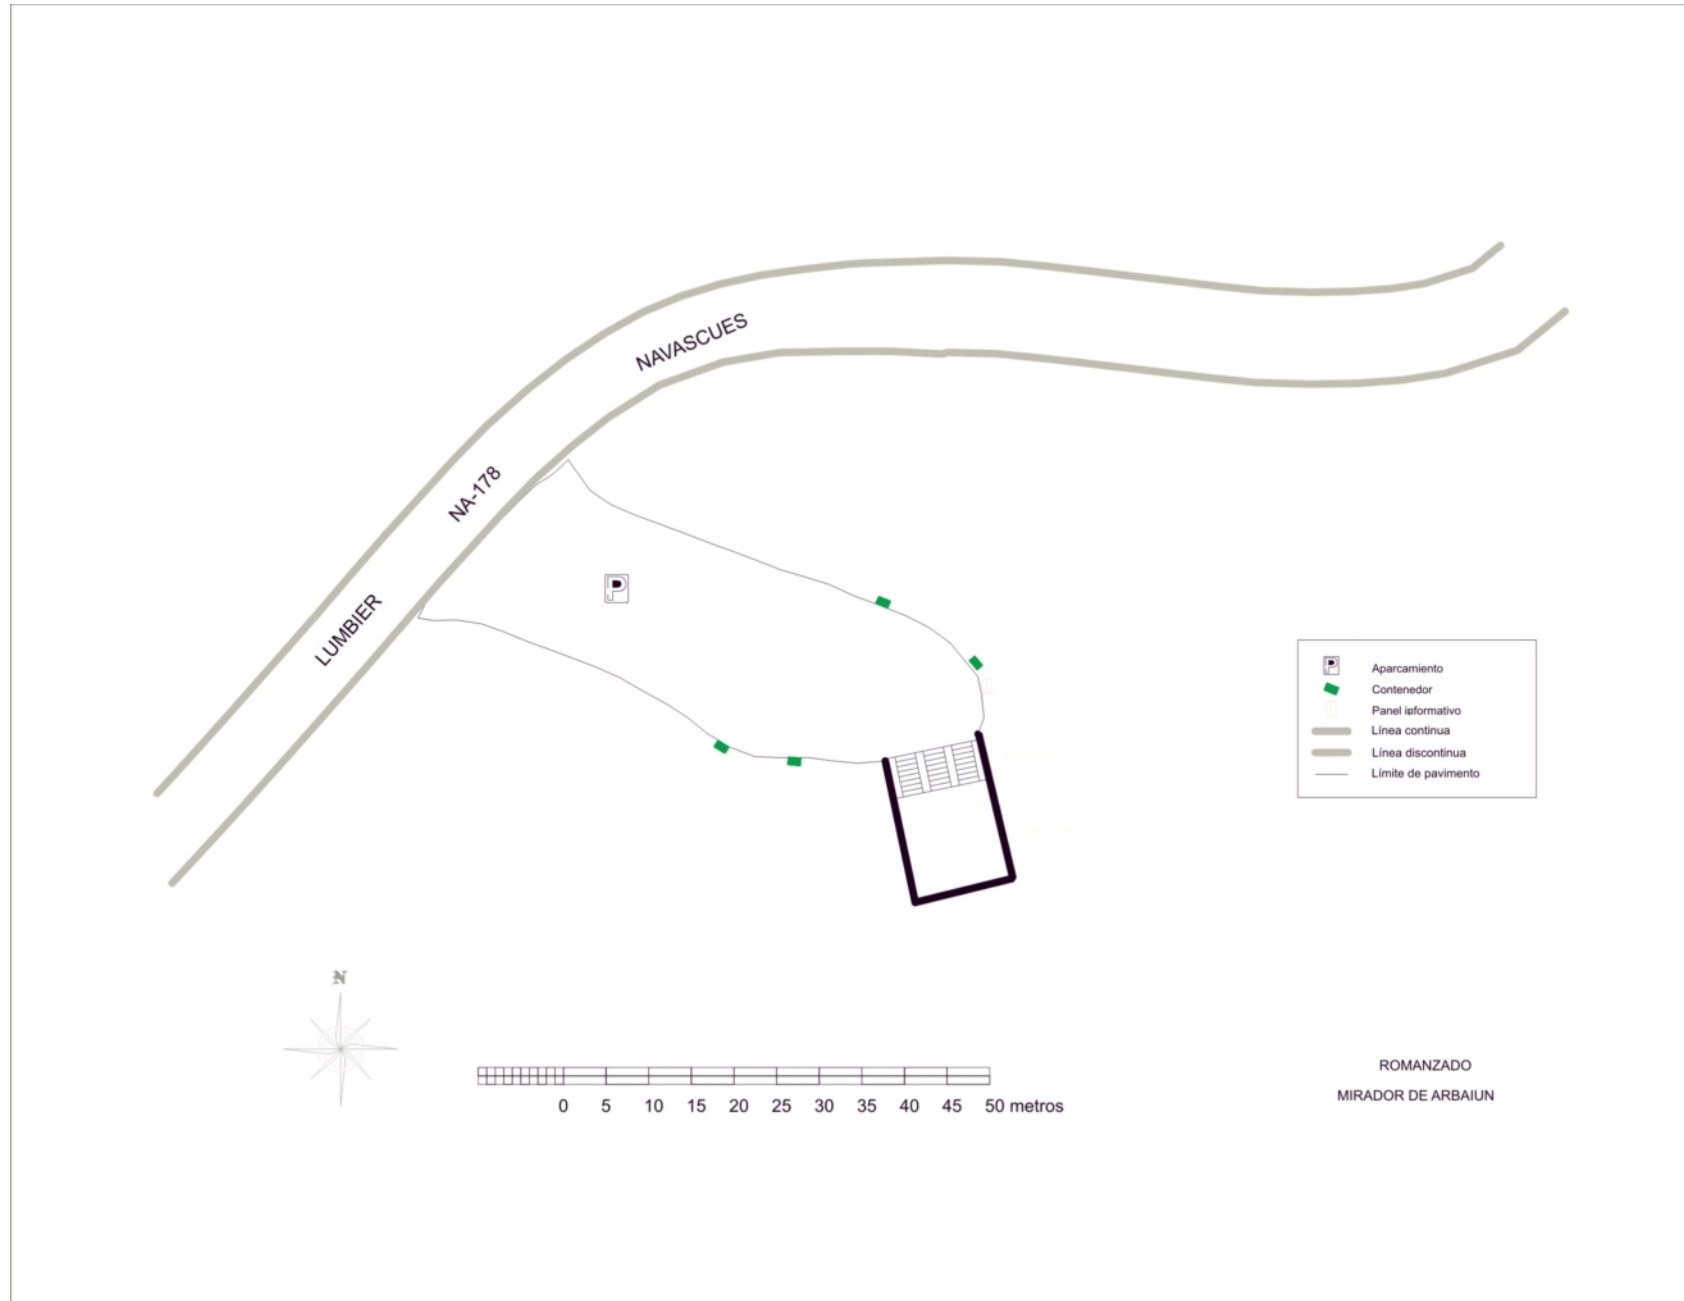 NAVASCUES
NA-178
LUMBIER
P
P Aparcamiento
Contenedor
Panel informativo
Línea continua
Línea discontinua
Límite de pavimento
N
0 5 10 15 20 25 30 35 40 45 50 metros
ROMANZADO
MIRADOR DE ARBAIUN